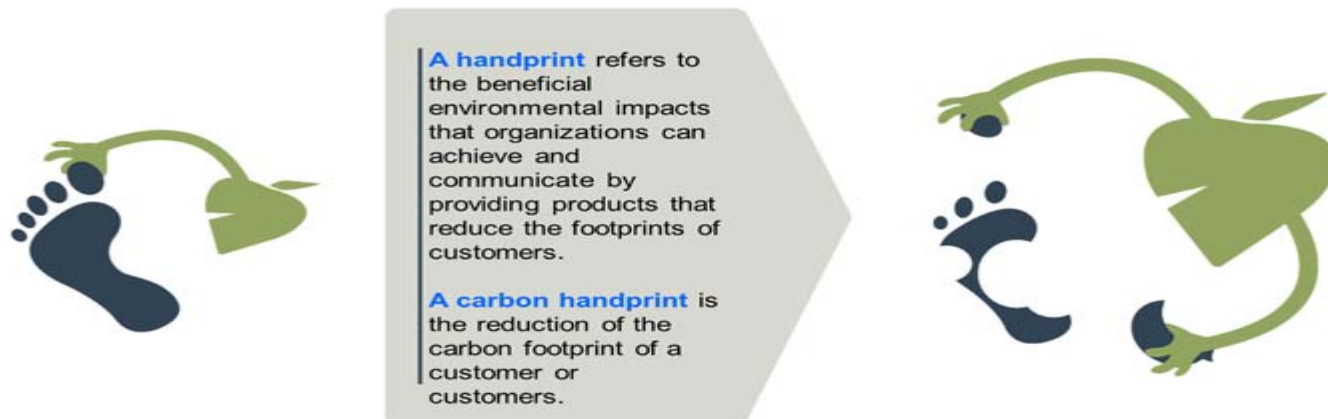 A handprint refers to
the beneficial
environmental impacts
that organizations can
achieve and
communicate by
providing products that
reduce the footprints of
customers.
A carbon handprint is
the reduction of the
carbon footprint of a
customer or
customers.